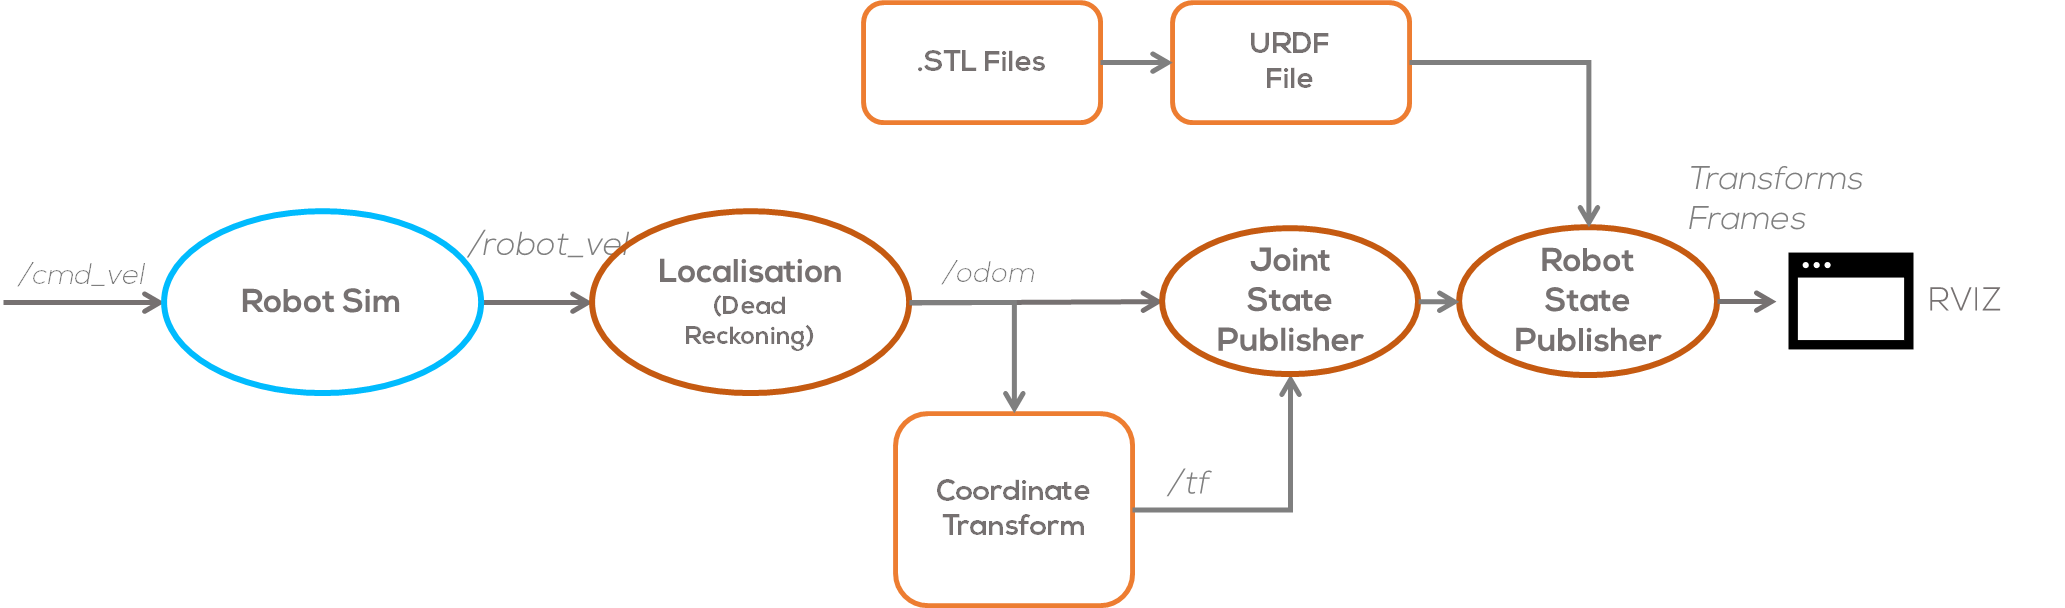 .STL Files
URDF
File
Transforms
Frames
/cmd_vel
Robot Sim
/robot_vel
Localisation
(Dead
Reckoning)
/odom
Joint
State
Publisher
Robot
State
Publisher
RVIZ
Coordinate
Transform
/tf